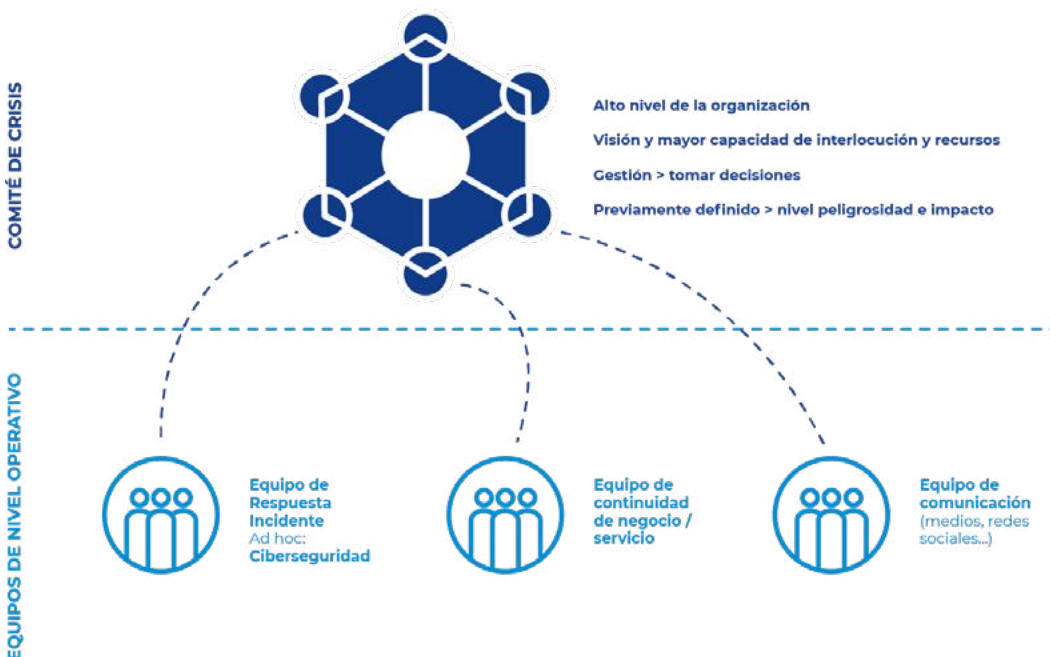 COMITÉ DE CRISIS
Alto nivel de la organización
Visión y mayor capacidad de interlocución y recursos
Gestión > tomar decisiones
Previamente definido > nivel peligrosidad e impacto
EQUIPOS DE NIVEL OPERATIVO
Equipo de
Respuesta
Incidente
Ad hoc:
Ciberseguridad
Equipo de
continuidad
de negocio /
servicio
Equipo de
comunicación
(medios, redes
sociales...)